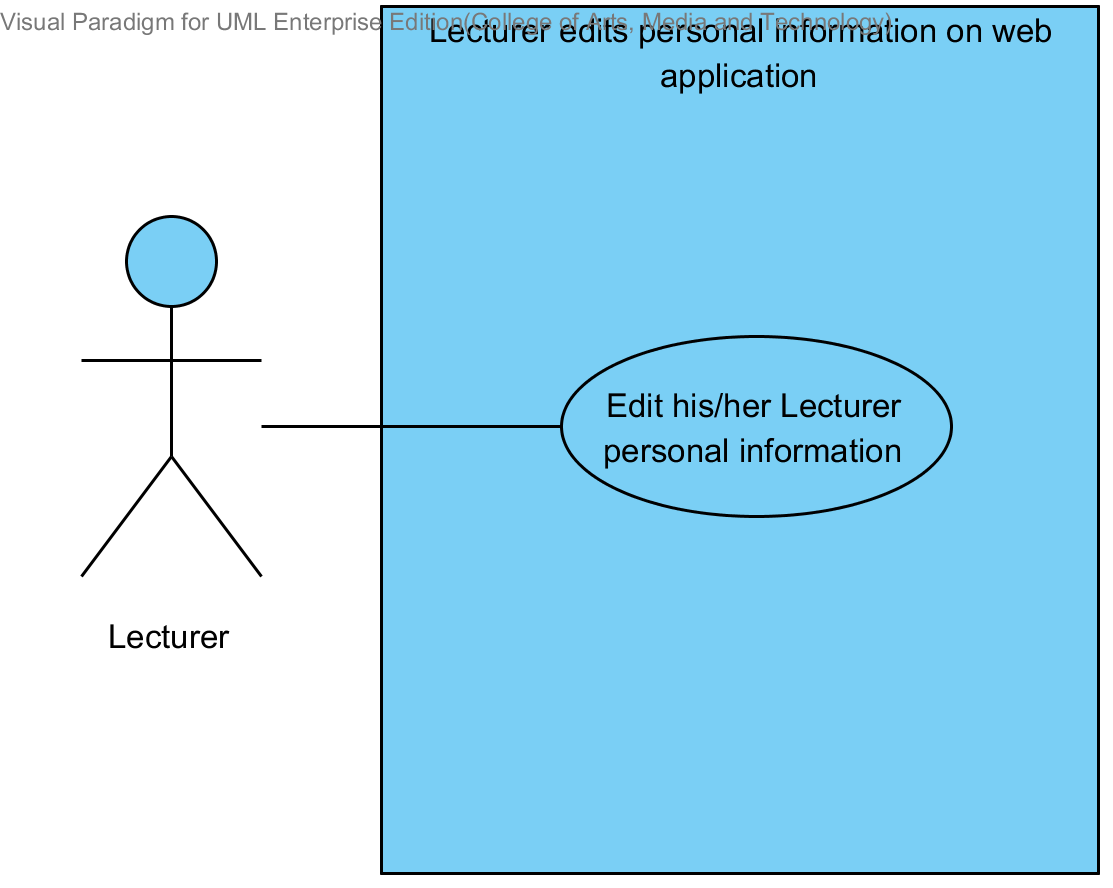 Visual Paradigm for UML Enterprise Edition(College of Arts, Media and Technology)
Lecturer edits personal information on web
application
Edit his/her Lecturer
personal information
Lecturer